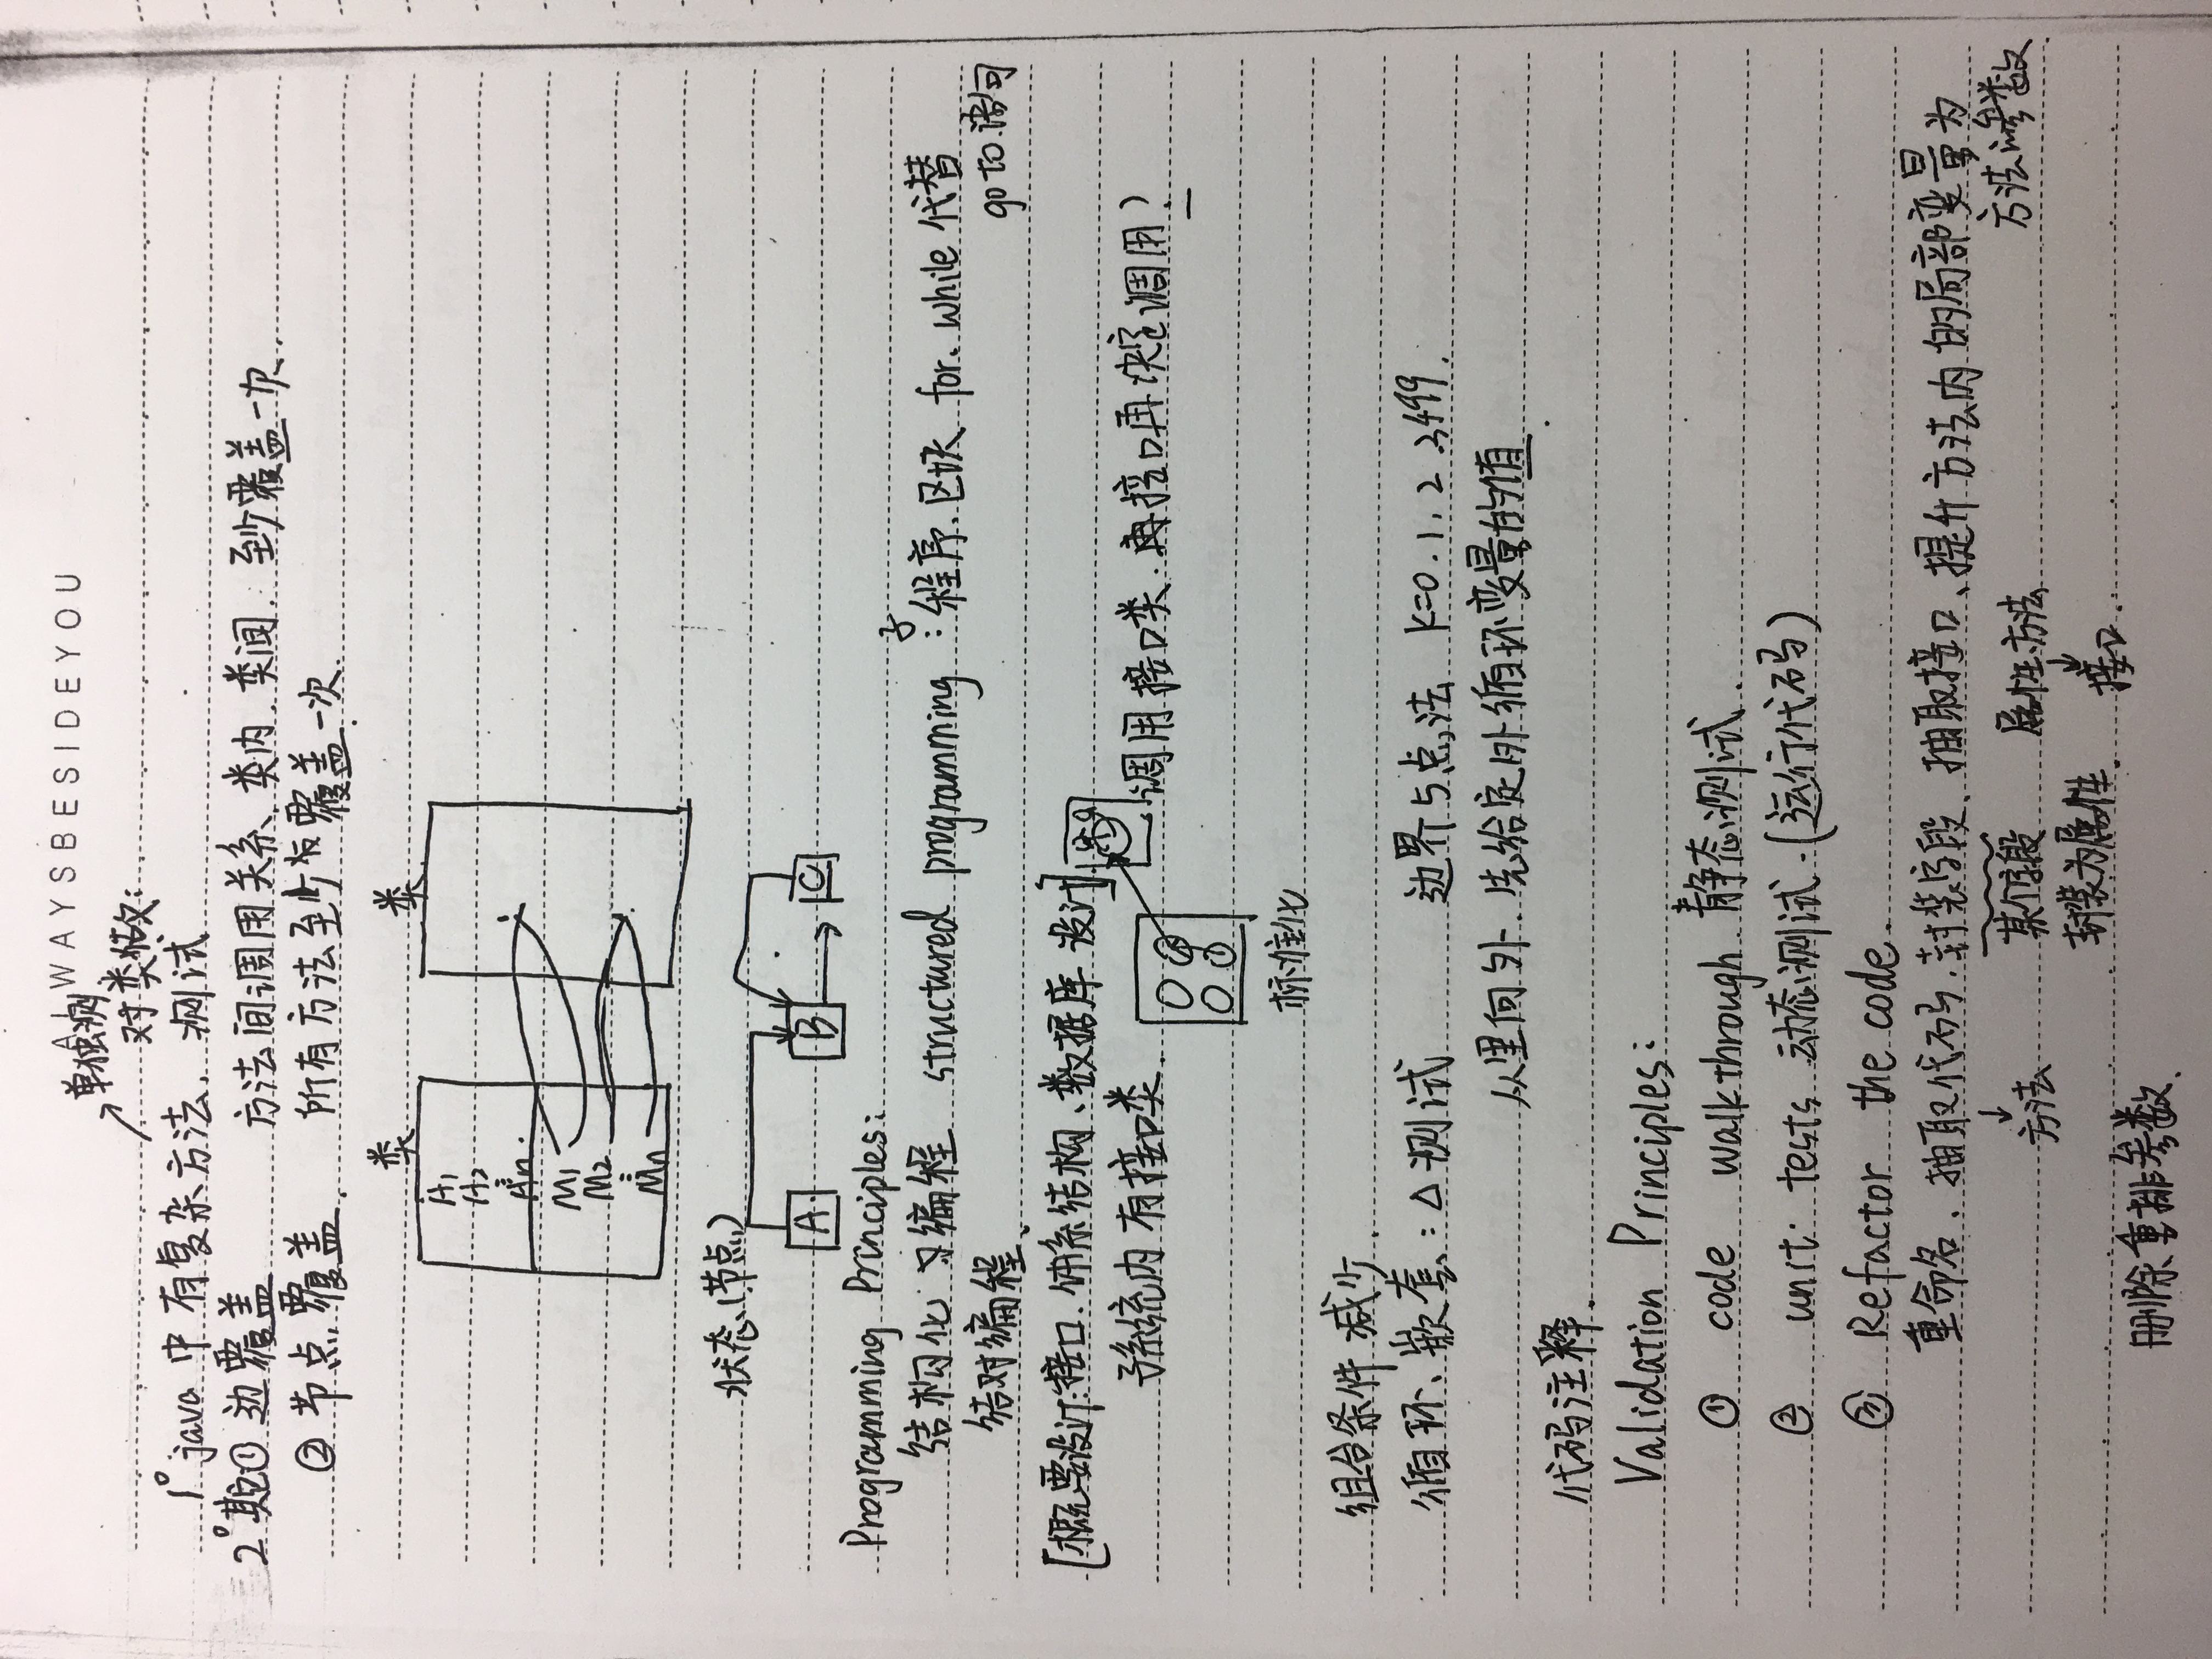 ALWAYSBESIDEYOU
单独测
对类做:
1° java 中有复杂方法. 测试
2° ① 边覆盖 方法间调用关系、类内、类间. 至少覆盖一次.
② 节点覆盖. 所有方法至少被覆盖一次.
类 类
A1
A2
⋮
An.
M1
M2
⋮
Mn
状态(节点)
A B C
Programming Principles:
结构化 编程 structured programming : 子程序. 区块 for. while 代替
goto 语句
结对编程、
[概要设计:接口. 体系结构、数据库 设计]
子系统内有接口类. 调用接口类. 再接口再决定调用?
标准化
组合条件 减少.
循环、嵌套: △测试 边界5点法 K=0.1.2.3499.
从里向外. 先给定外循环变量的值.
代码注释.
Validation Principles:
① code walkthrough 静态测试.
② unit tests 动态测试.(运行代码)
③ Refactor the code.
重命名、抽取代码、封装字段、抽取接口、提升方法内的局部变量为
方法的参数.
↓ 方法 某个字段 属性、方法
封装为属性. ↓ 接口.
删除重排参数.